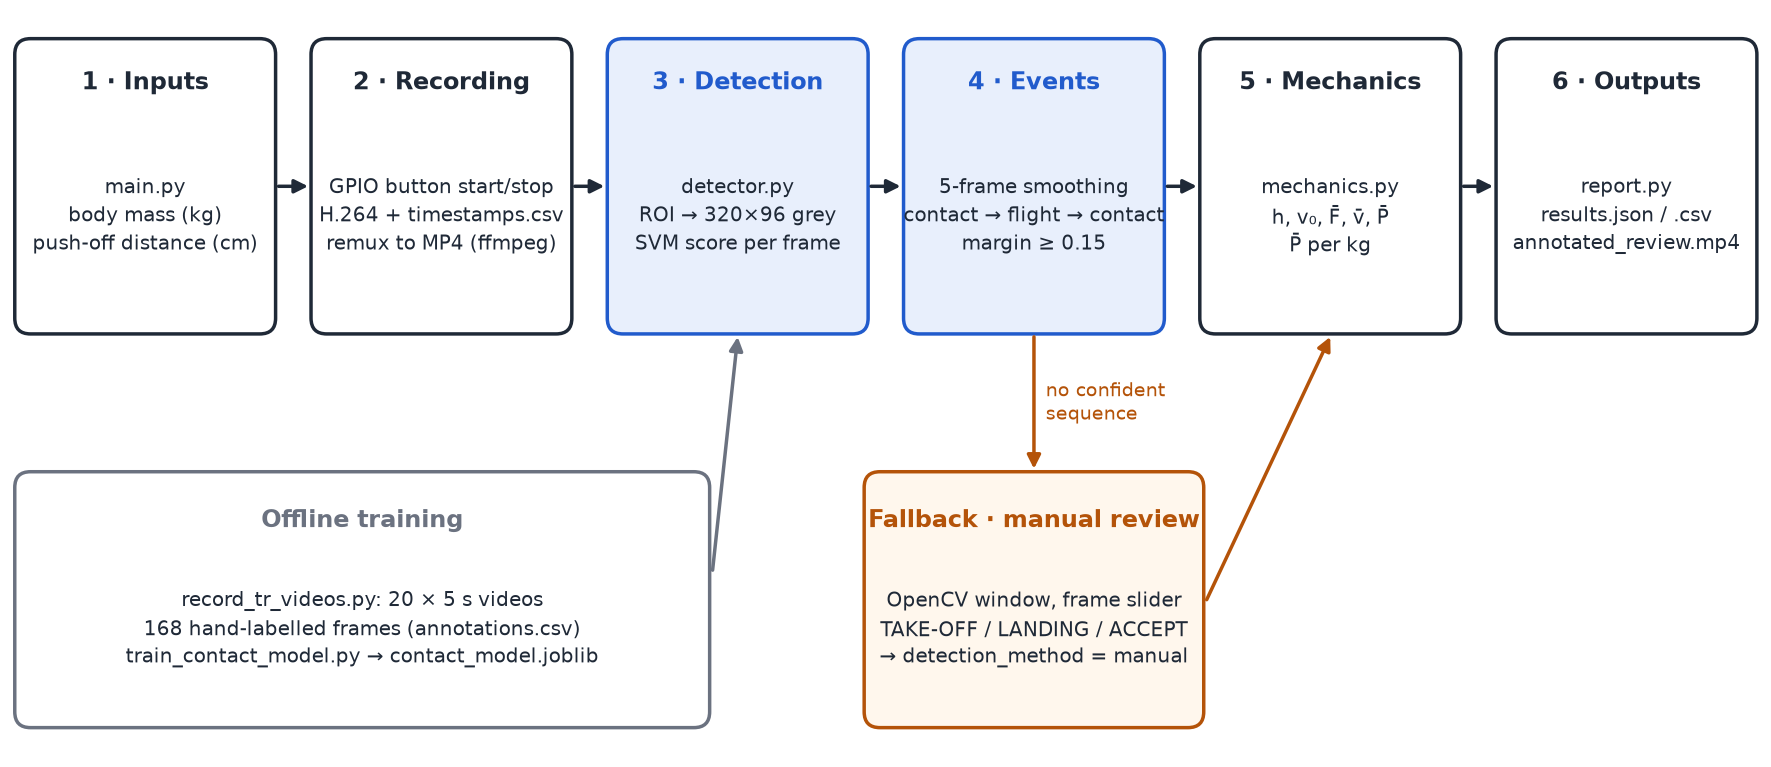 1 · Inputs
main.py
body mass (kg)
push-off distance (cm)
2 · Recording
GPIO button start/stop
H.264 + timestamps.csv
remux to MP4 (ffmpeg)
3 · Detection
detector.py
ROI → 320×96 grey
SVM score per frame
4 · Events
5-frame smoothing
contact → flight → contact
margin ≥ 0.15
5 · Mechanics
mechanics.py
h, v₀, F̄, v̄, P̄
P̄ per kg
6 · Outputs
report.py
results.json / .csv
annotated_review.mp4
no confident
sequence
Offline training
record_tr_videos.py: 20 × 5 s videos
168 hand-labelled frames (annotations.csv)
train_contact_model.py → contact_model.joblib
Fallback · manual review
OpenCV window, frame slider
TAKE-OFF / LANDING / ACCEPT
→ detection_method = manual